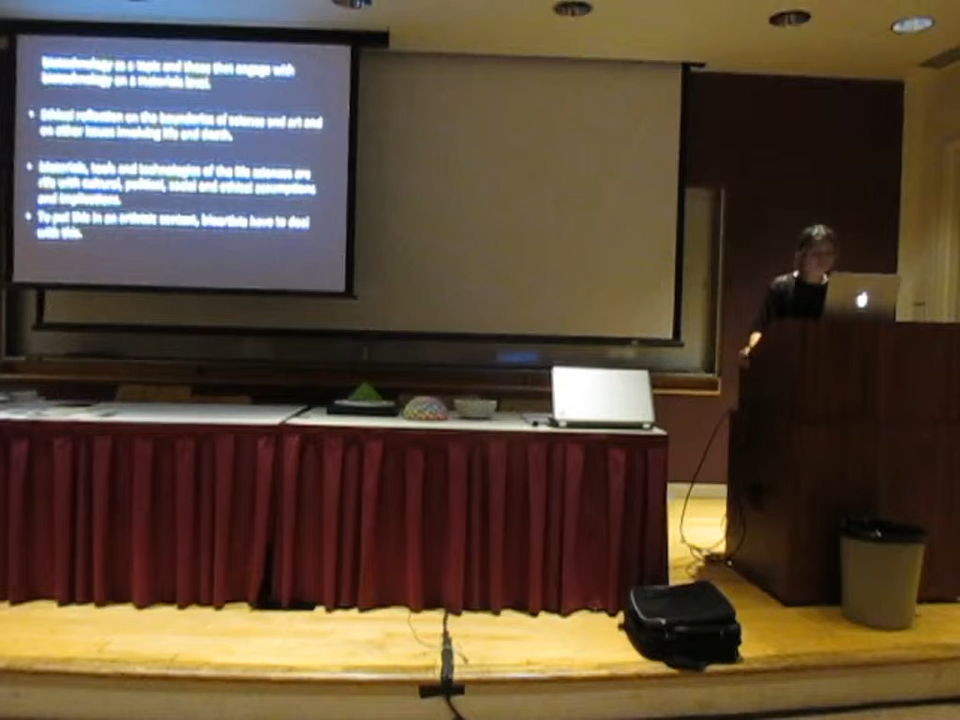 biotechnology as a topic and those that engage with
biotechnology on a materials level.
• Ethical reflection on the boundaries of science and art and
on other issues involving life and death.
• Materials, tools and technologies of the life sciences are
rife with cultural, political, social and ethical assumptions
and implications.
• To put this in an artistic context, bioartists have to deal
with this.